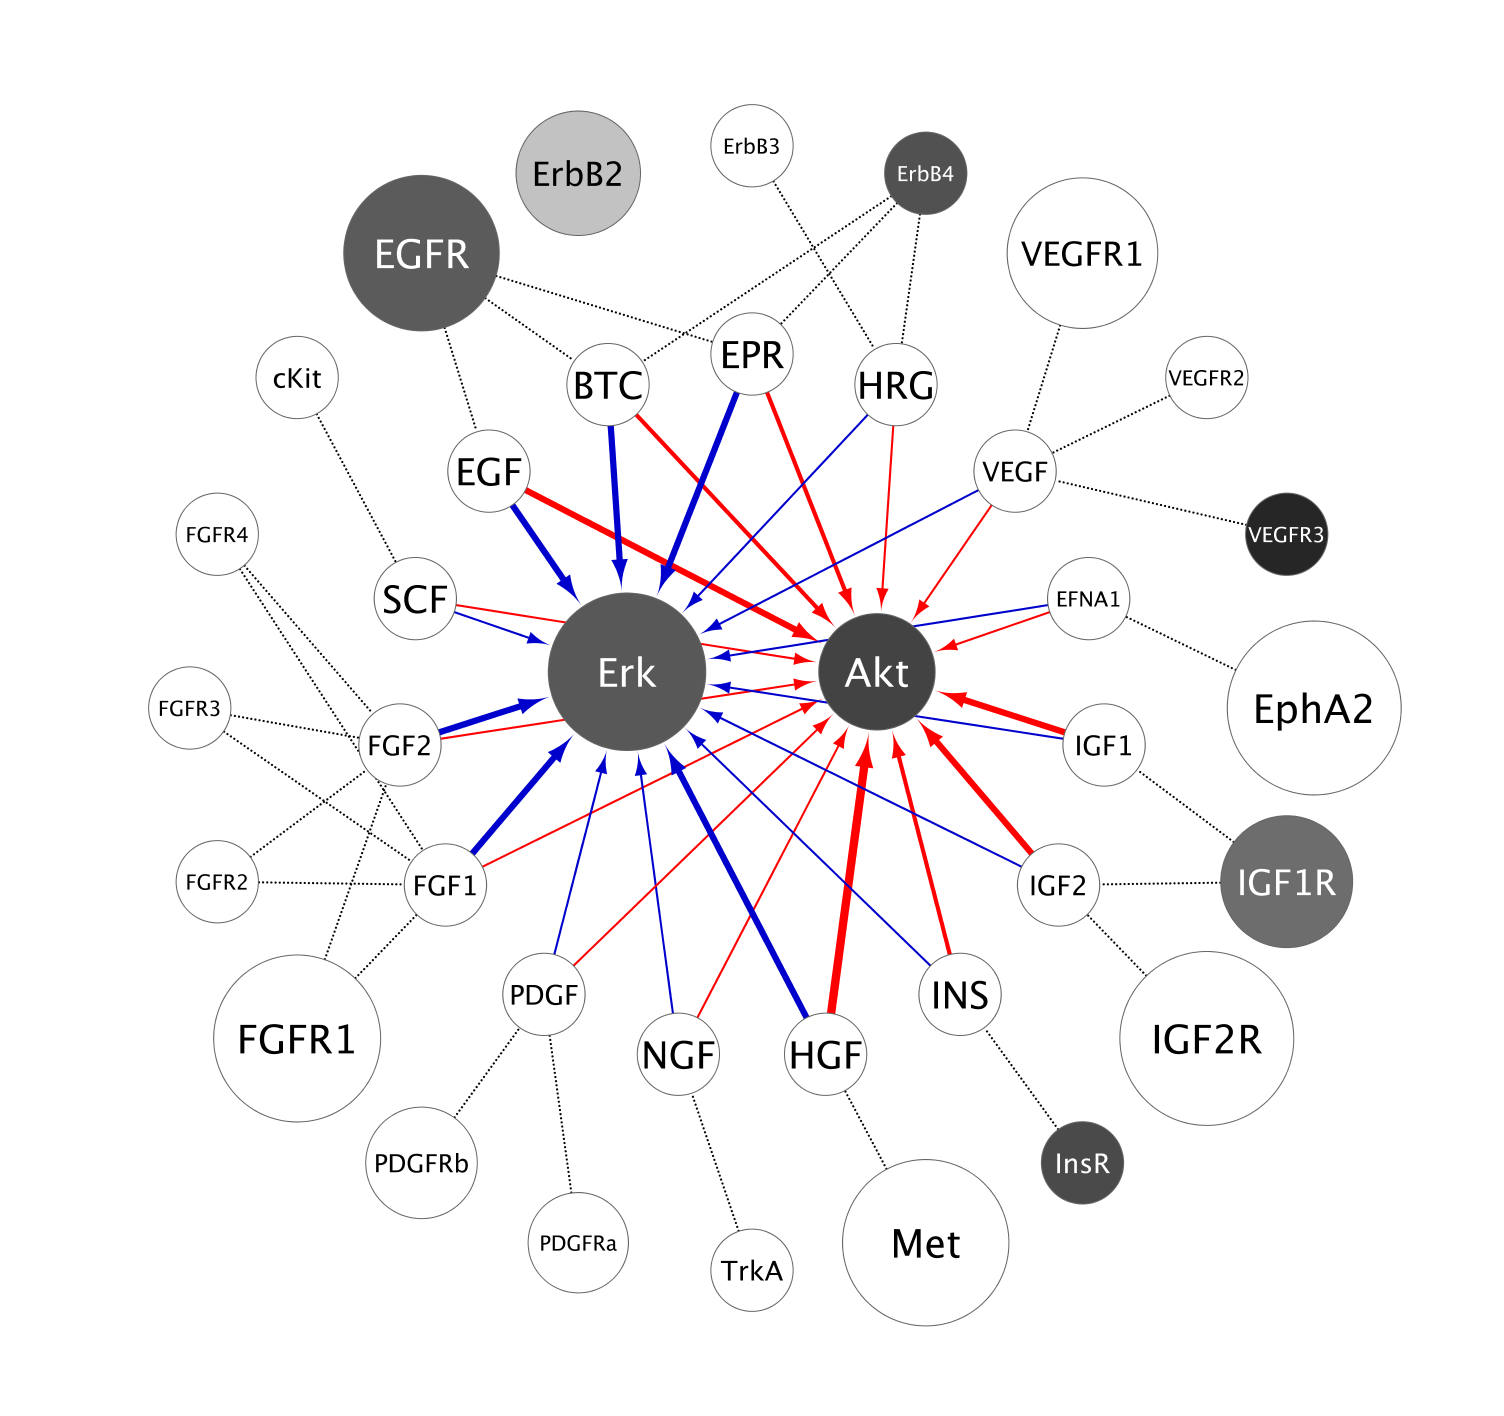 ErbB3
ErbB2
ErbB4
EGFR
VEGFR1
EPR
cKit
BTC
HRG
VEGFR2
EGF
VEGF
FGFR4
VEGFR3
SCF
EFNA1
Erk
Akt
FGFR3
EphA2
FGF2
IGF1
FGFR2
FGF1
IGF2
IGF1R
PDGF
INS
FGFR1
IGF2R
NGF
HGF
PDGFRb
InsR
PDGFRa
Met
TrkA